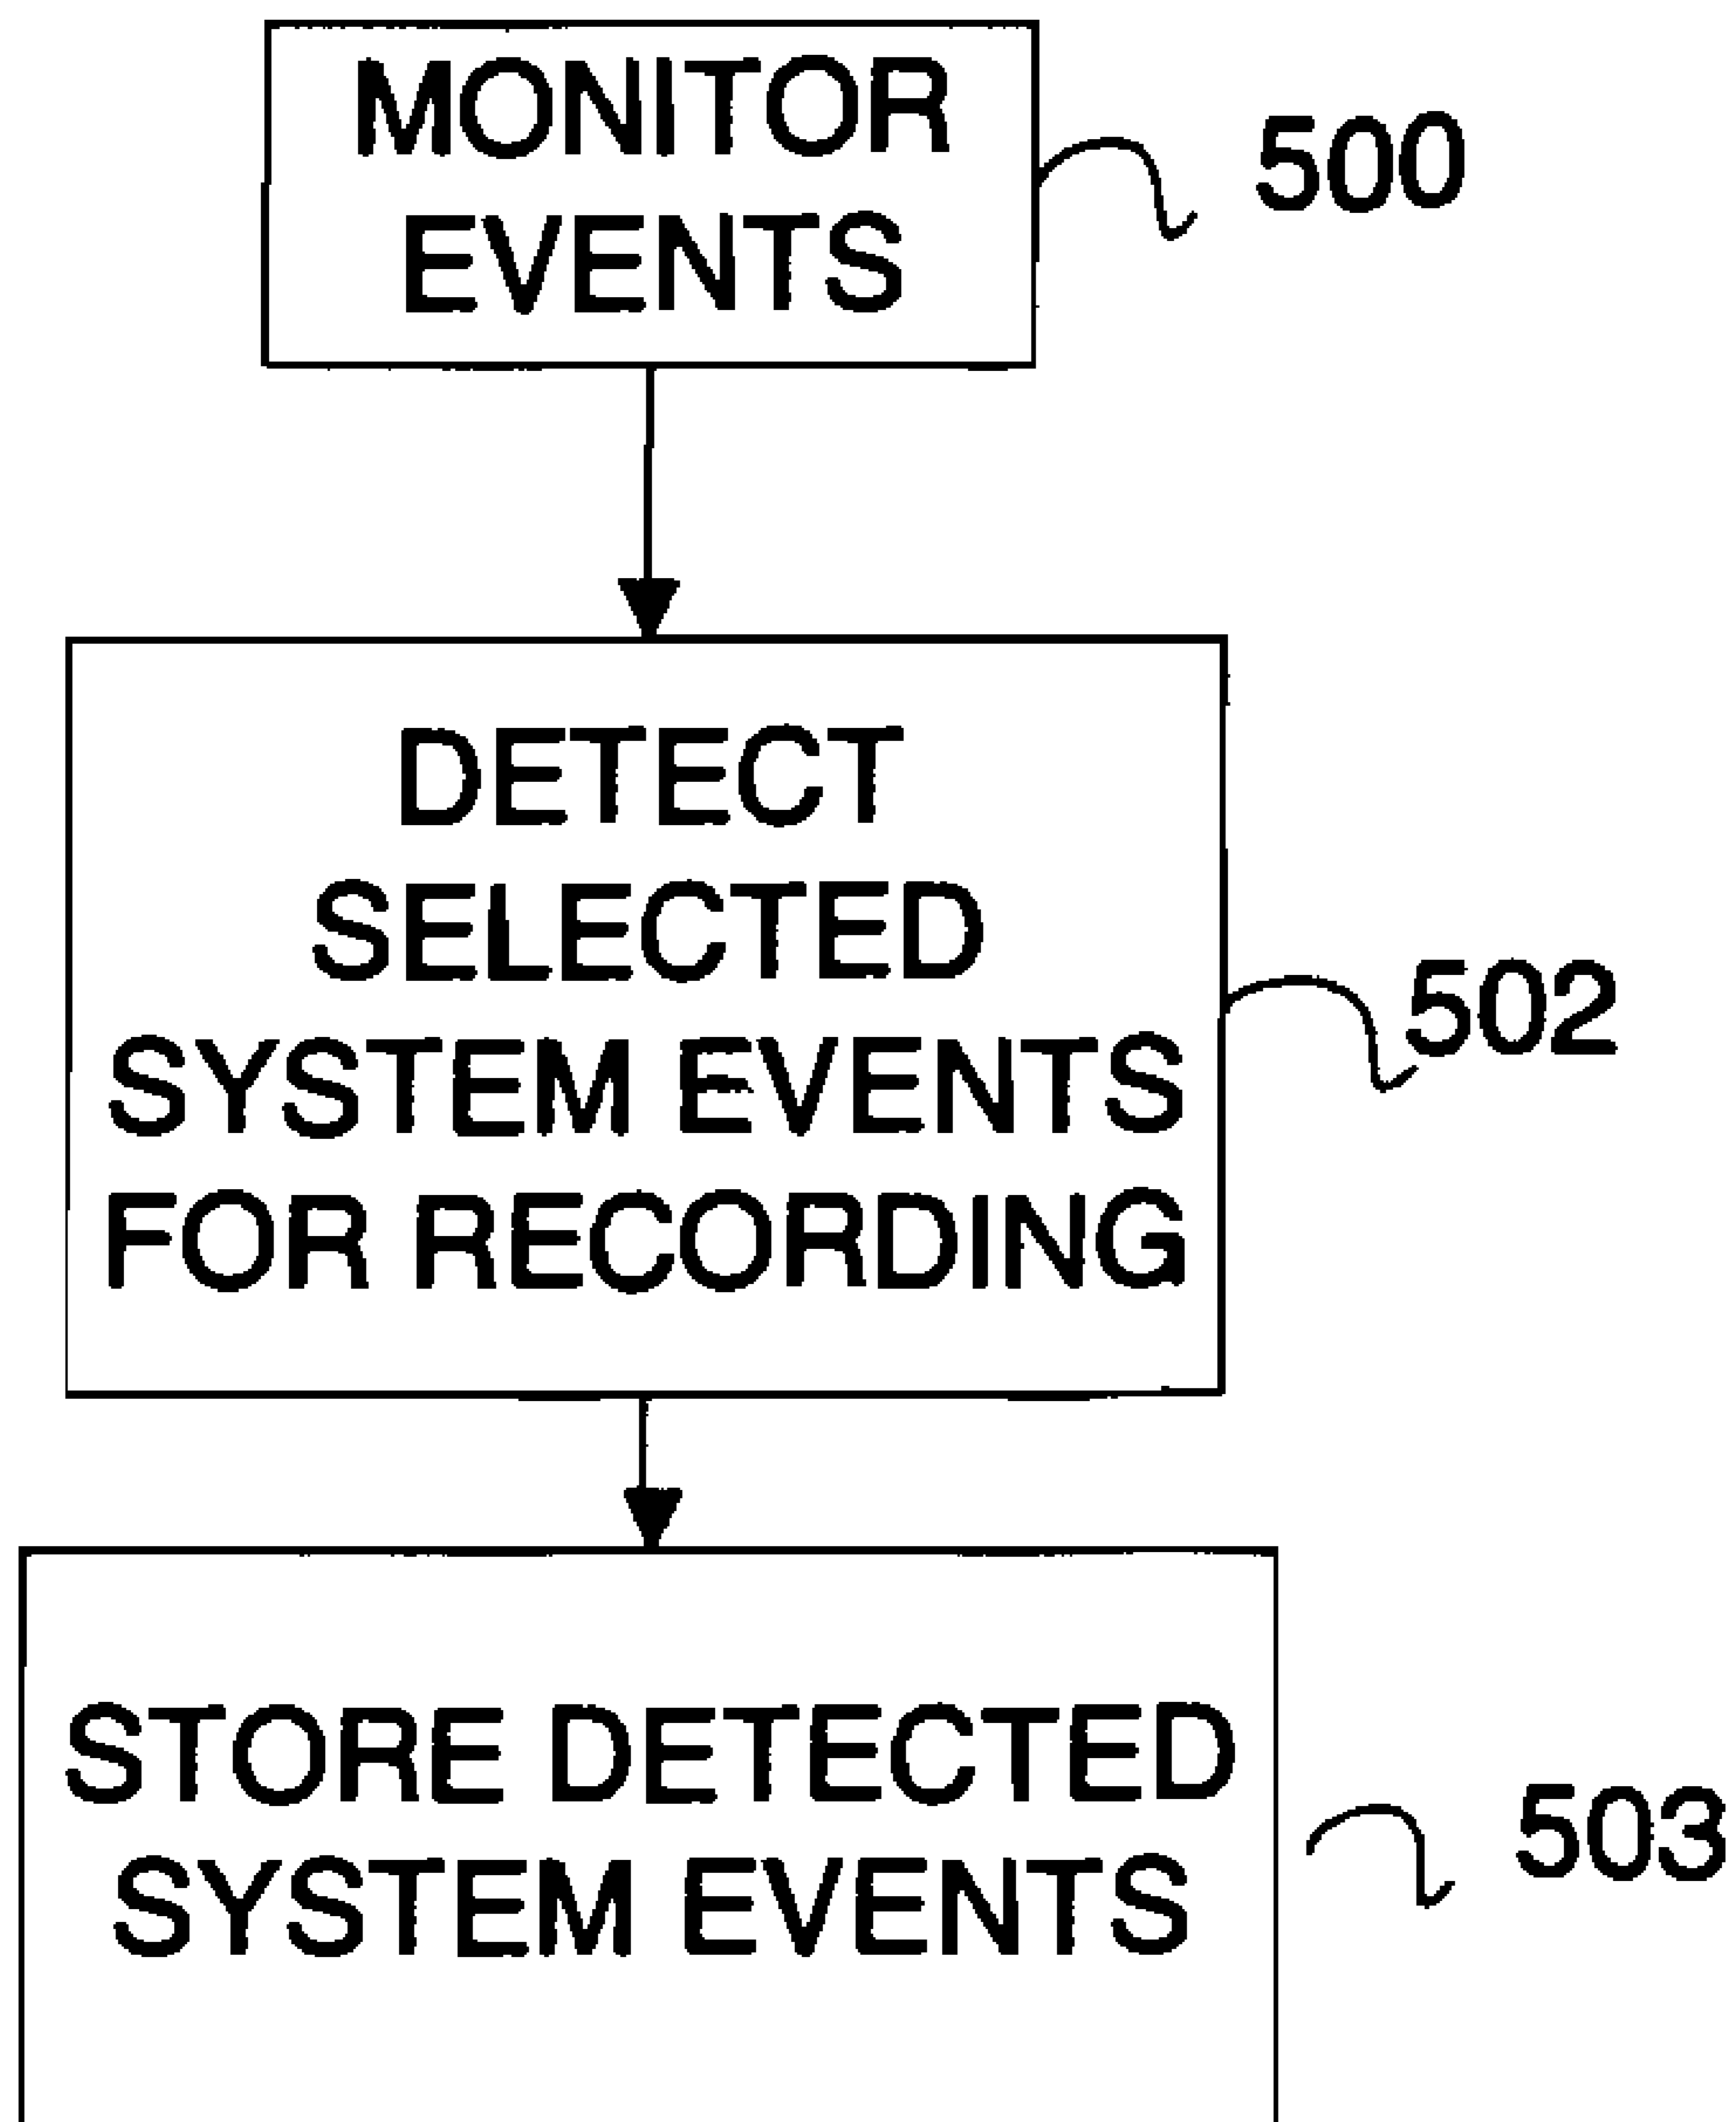 MONITOR
EVENTS
500
DETECT
SELECTED
SYSTEM EVENTS
FOR RECORDING
502
STORE DETECTED
SYSTEM EVENTS
503